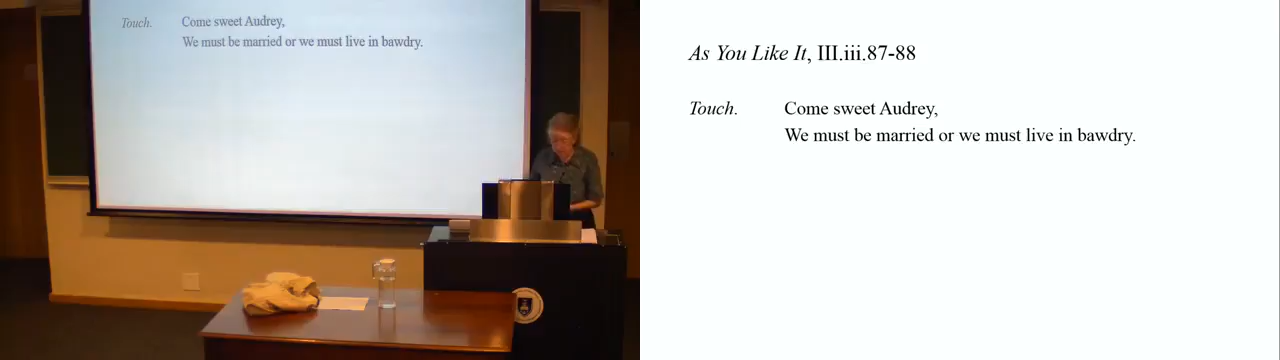 Touch. Come sweet Audrey,
We must be married or we must live in bawdry.
As You Like It, III.iii.87-88
Touch. Come sweet Audrey,
We must be married or we must live in bawdry.